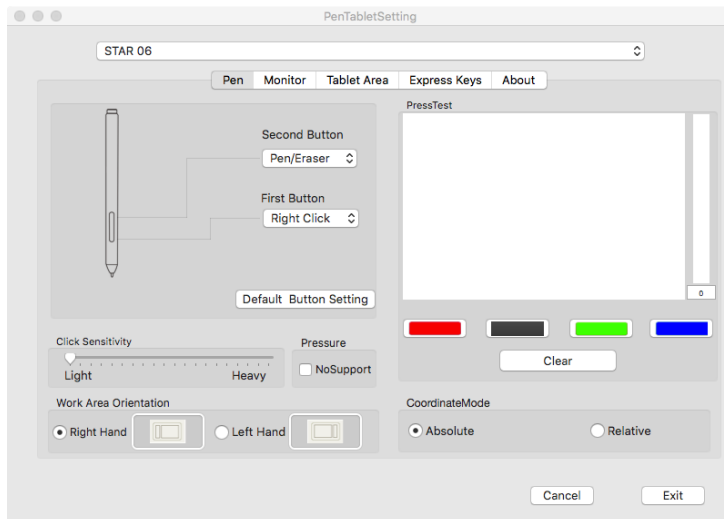 PenTabletSetting
STAR 06
Pen Monitor Tablet Area Express Keys About
Second Button
Pen/Eraser
First Button
Right Click
Default Button Setting
PressTest
0
Clear
Click Sensitivity
Light Heavy
Pressure
NoSupport
Work Area Orientation
Right Hand Left Hand
CoordinateMode
Absolute Relative
Cancel Exit